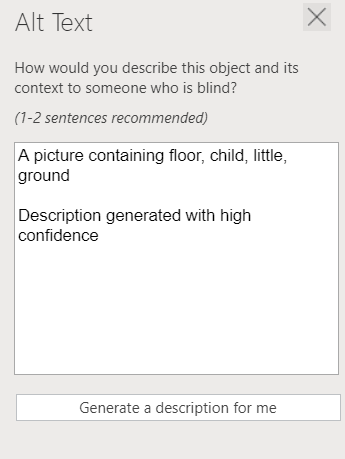 Alt Text
How would you describe this object and its
context to someone who is blind?
(1-2 sentences recommended)
A picture containing floor, child, little,
ground
Description generated with high
confidence
Generate a description for me